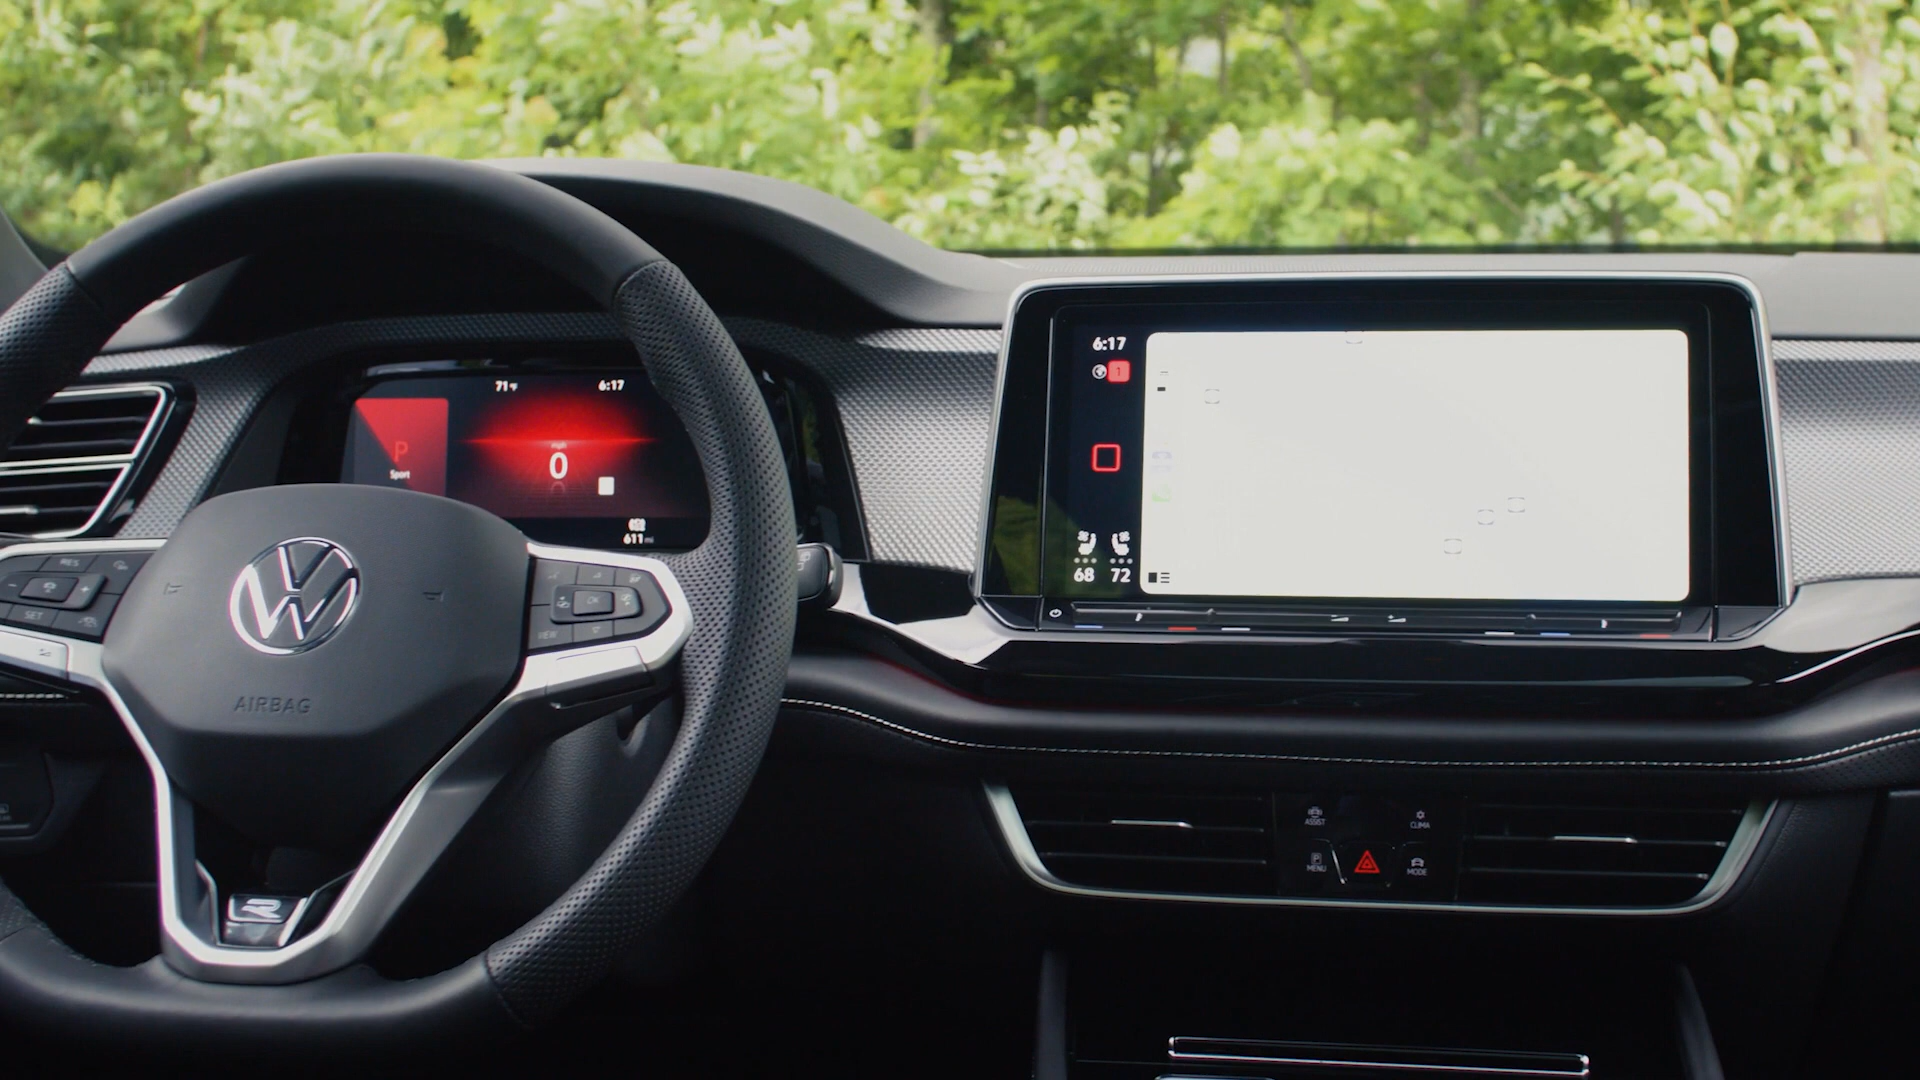 71°F
6:17
P
Sport
mph
0
611 mi
RES
SET
OK
VIEW
AIRBAG
R
6:17
1
68
72
ASSIST
CLIMA
P
MENU
MODE